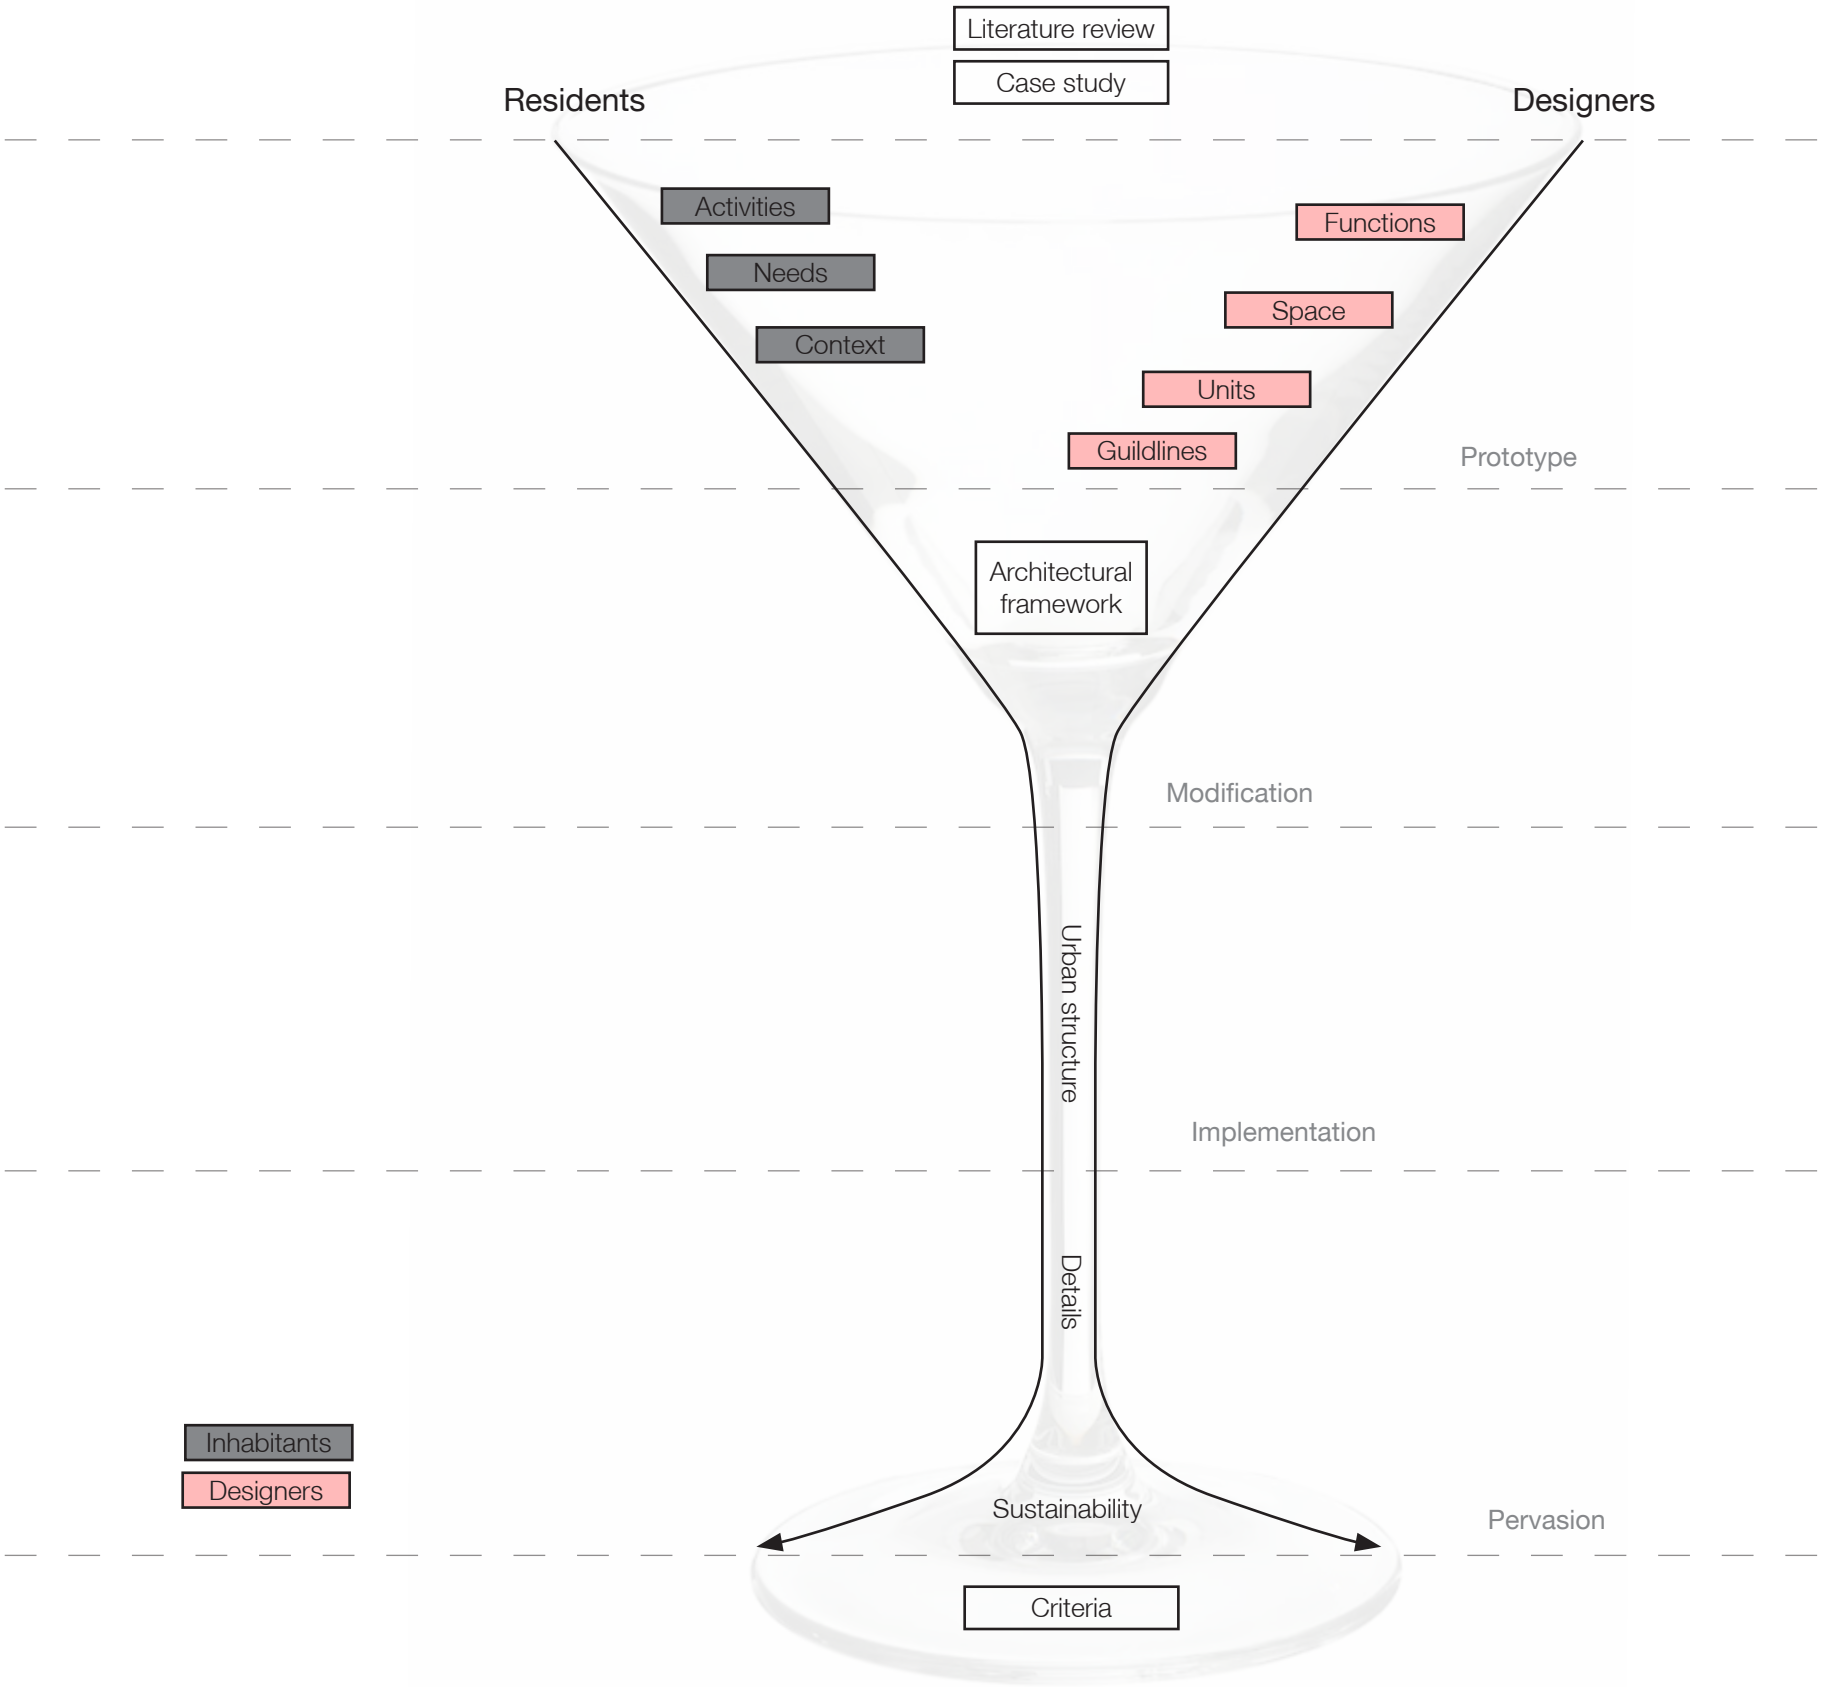 Literature review
Case study
Residents
Designers
Activities
Functions
Needs
Space
Context
Units
Guildlines
Prototype
Architectural
framework
Modification
Urban structure
Implementation
Details
Inhabitants
Designers
Sustainability
Pervasion
Criteria